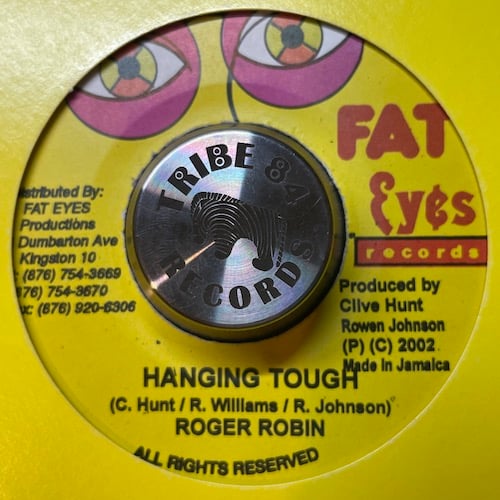 FAT
Eyes
records
TRIBE 84
RECORDS
istributed By:
FAT EYES
Productions
Dumbarton Ave
Kingston 10
(876) 754-3669
754-3670
(876) 920-6306
Produced by
Clive Hunt
Rowen Johnson
(P) (C) 2002
Made in Jamaica
HANGING TOUGH
(C. Hunt / R. Williams / R. Johnson)
ROGER ROBIN
ALL RIGHTS RESERVED